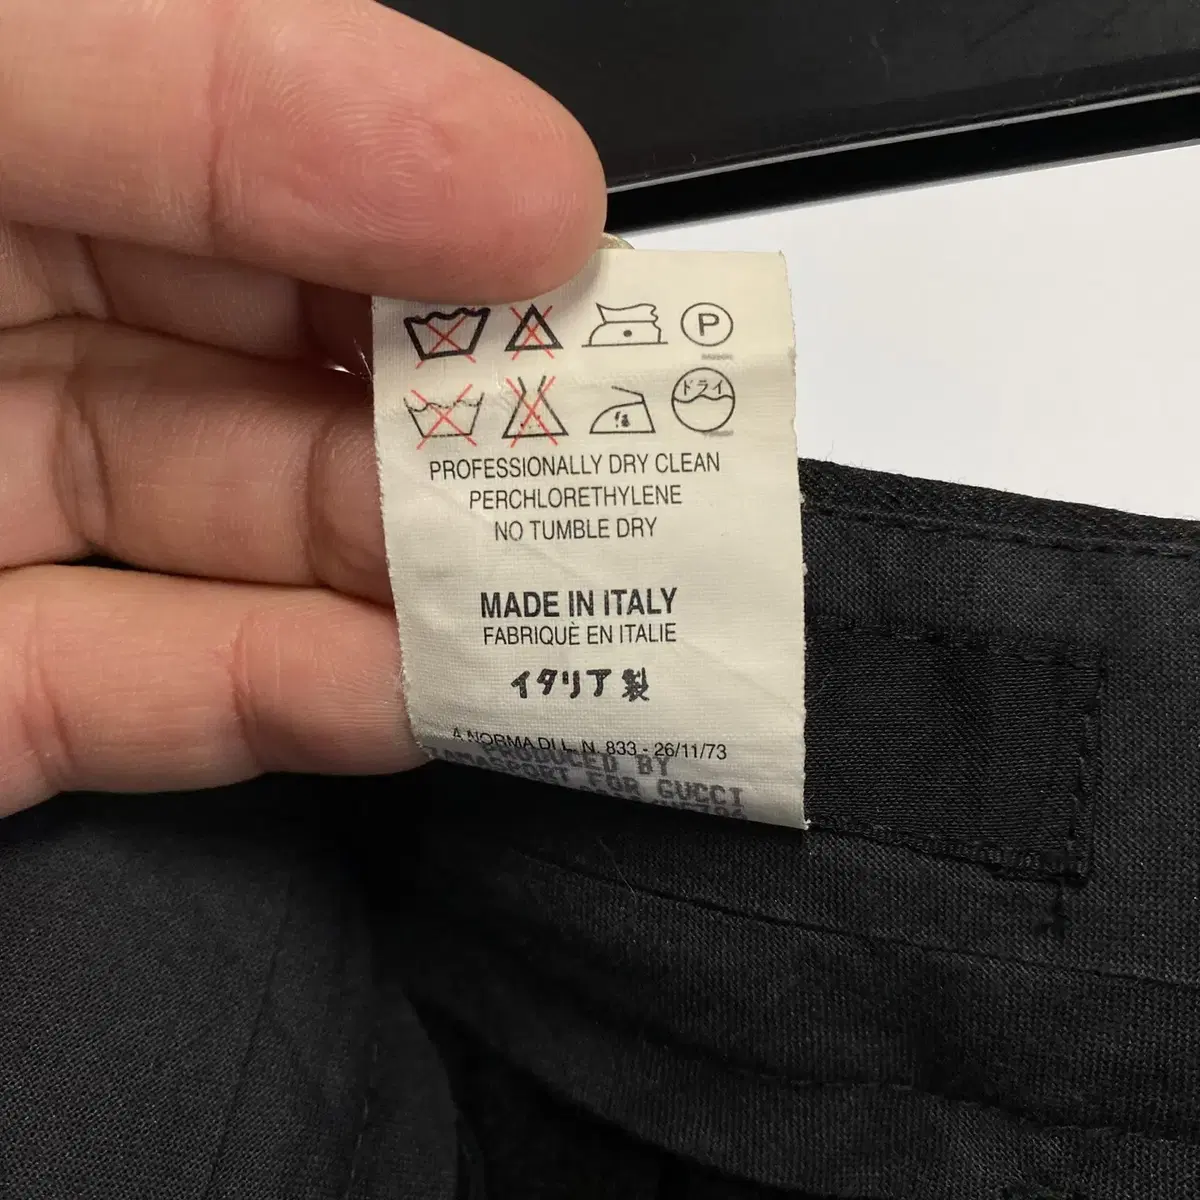 P
ドライ
PROFESSIONALLY DRY CLEAN
PERCHLORETHYLENE
NO TUMBLE DRY
MADE IN ITALY
FABRIQUÈ EN ITALIE
イタリア製
A NORMA DI L. N. 833 - 26/11/73
PRODUCED BY
ZAMASPORT FOR GUCCI